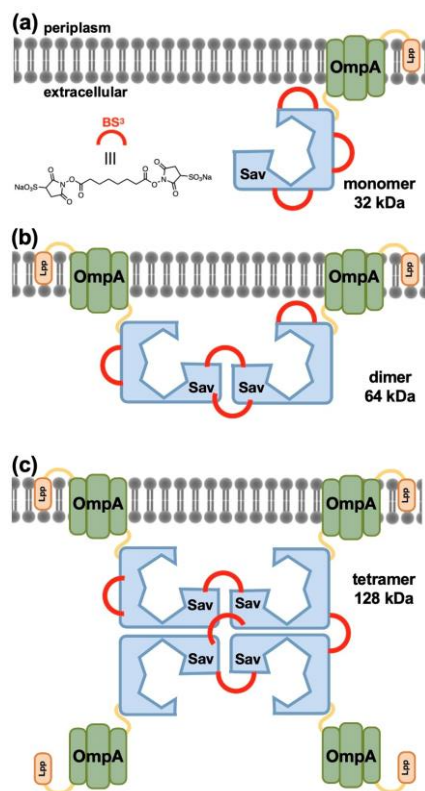 (a)
periplasm
OmpA
Lpp
extracellular
BS³
Sav
NaO₃S
O
O
N
O
O
O
O
N
O
O
SO₃Na
monomer
32 kDa
(b)
Lpp
OmpA
OmpA
Lpp
Sav
Sav
dimer
64 kDa
(c)
Lpp
OmpA
OmpA
Lpp
tetramer
128 kDa
Sav
Sav
Sav
Sav
OmpA
OmpA
Lpp
Lpp